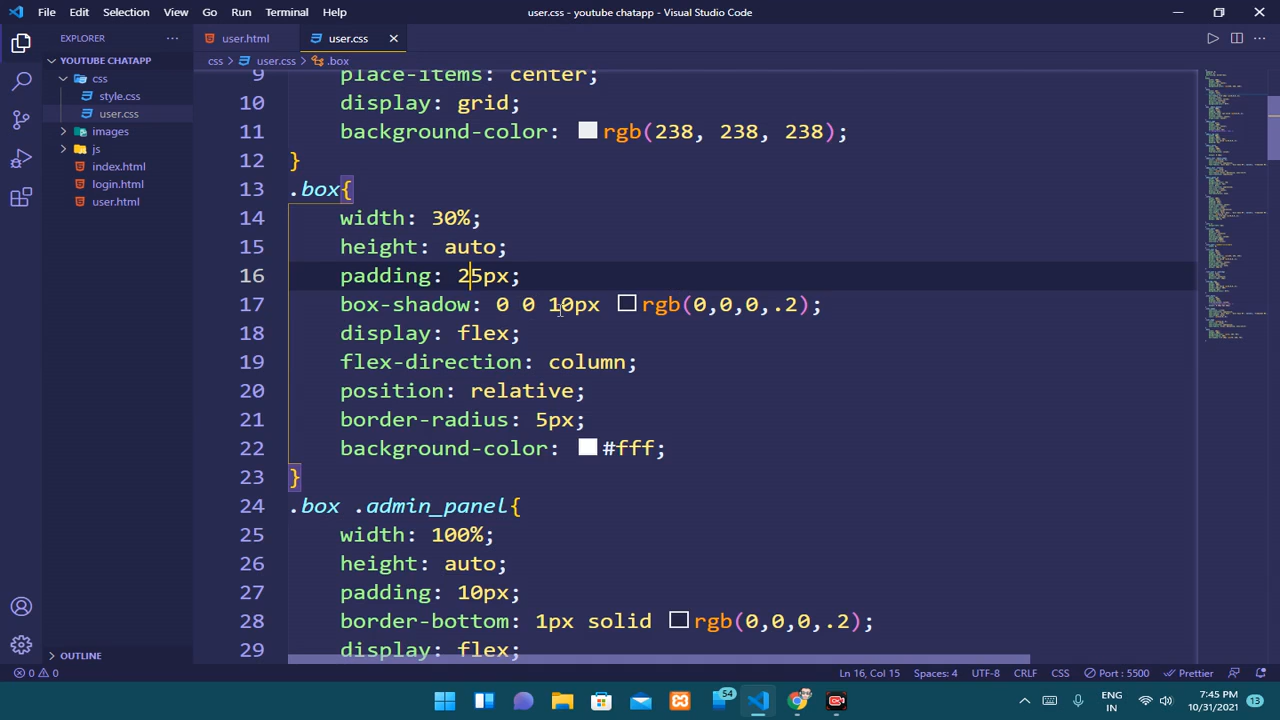 File Edit Selection View Go Run Terminal Help
user.css - youtube chatapp - Visual Studio Code
EXPLORER
YOUTUBE CHATAPP
css
style.css
user.css
images
js
index.html
login.html
user.html
OUTLINE
user.html
user.css
css > user.css > .box
9 place-items: center;
10 display: grid;
11 background-color: rgb(238, 238, 238);
12 }
13 .box{
14 width: 30%;
15 height: auto;
16 padding: 25px;
17 box-shadow: 0 0 10px rgb(0,0,0,.2);
18 display: flex;
19 flex-direction: column;
20 position: relative;
21 border-radius: 5px;
22 background-color: #fff;
23 }
24 .box .admin_panel{
25 width: 100%;
26 height: auto;
27 padding: 10px;
28 border-bottom: 1px solid rgb(0,0,0,.2);
29 display: flex;
0 0 Ln 16, Col 15 Spaces: 4 UTF-8 CRLF CSS Port : 5500 Prettier
54
ENG
IN
7:45 PM
10/31/2021
13